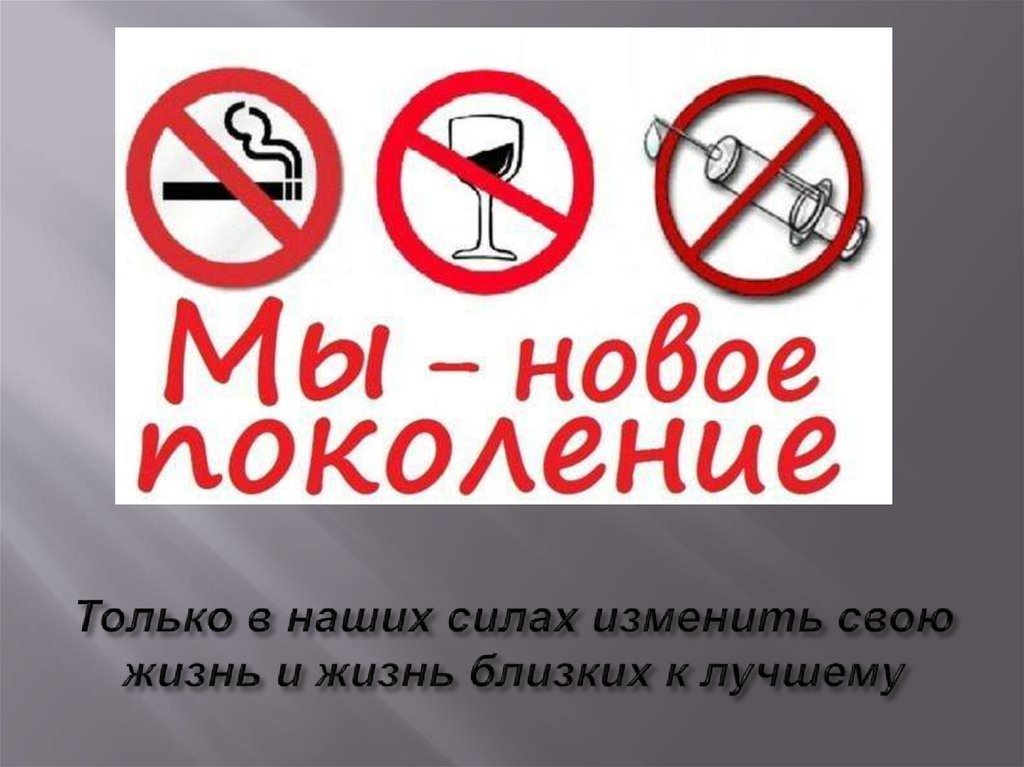 Мы - новое
поколение
Только в наших силах изменить свою
жизнь и жизнь близких к лучшему